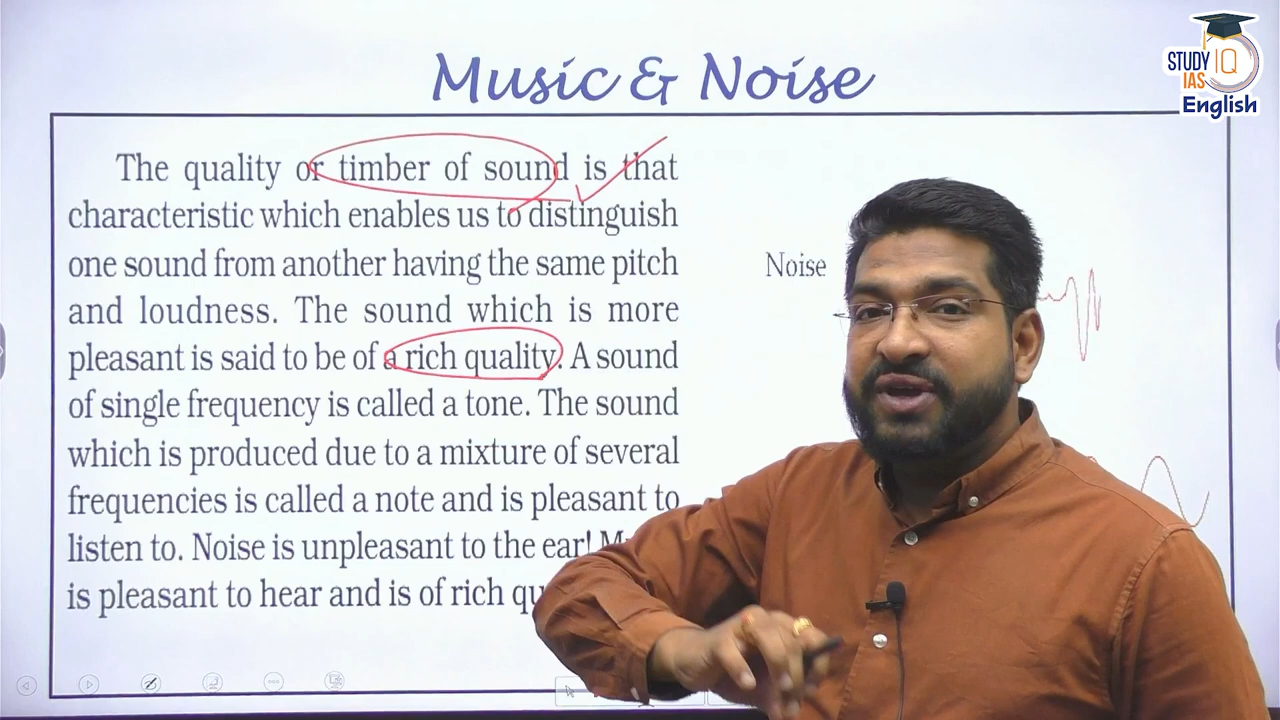 STUDY IQ
IAS
English
Music & Noise
The quality or timber of sound is that
characteristic which enables us to distinguish
one sound from another having the same pitch
and loudness. The sound which is more
pleasant is said to be of a rich quality. A sound
of single frequency is called a tone. The sound
which is produced due to a mixture of several
frequencies is called a note and is pleasant to
listen to. Noise is unpleasant to the ear!
is pleasant to hear and is of rich
Noise